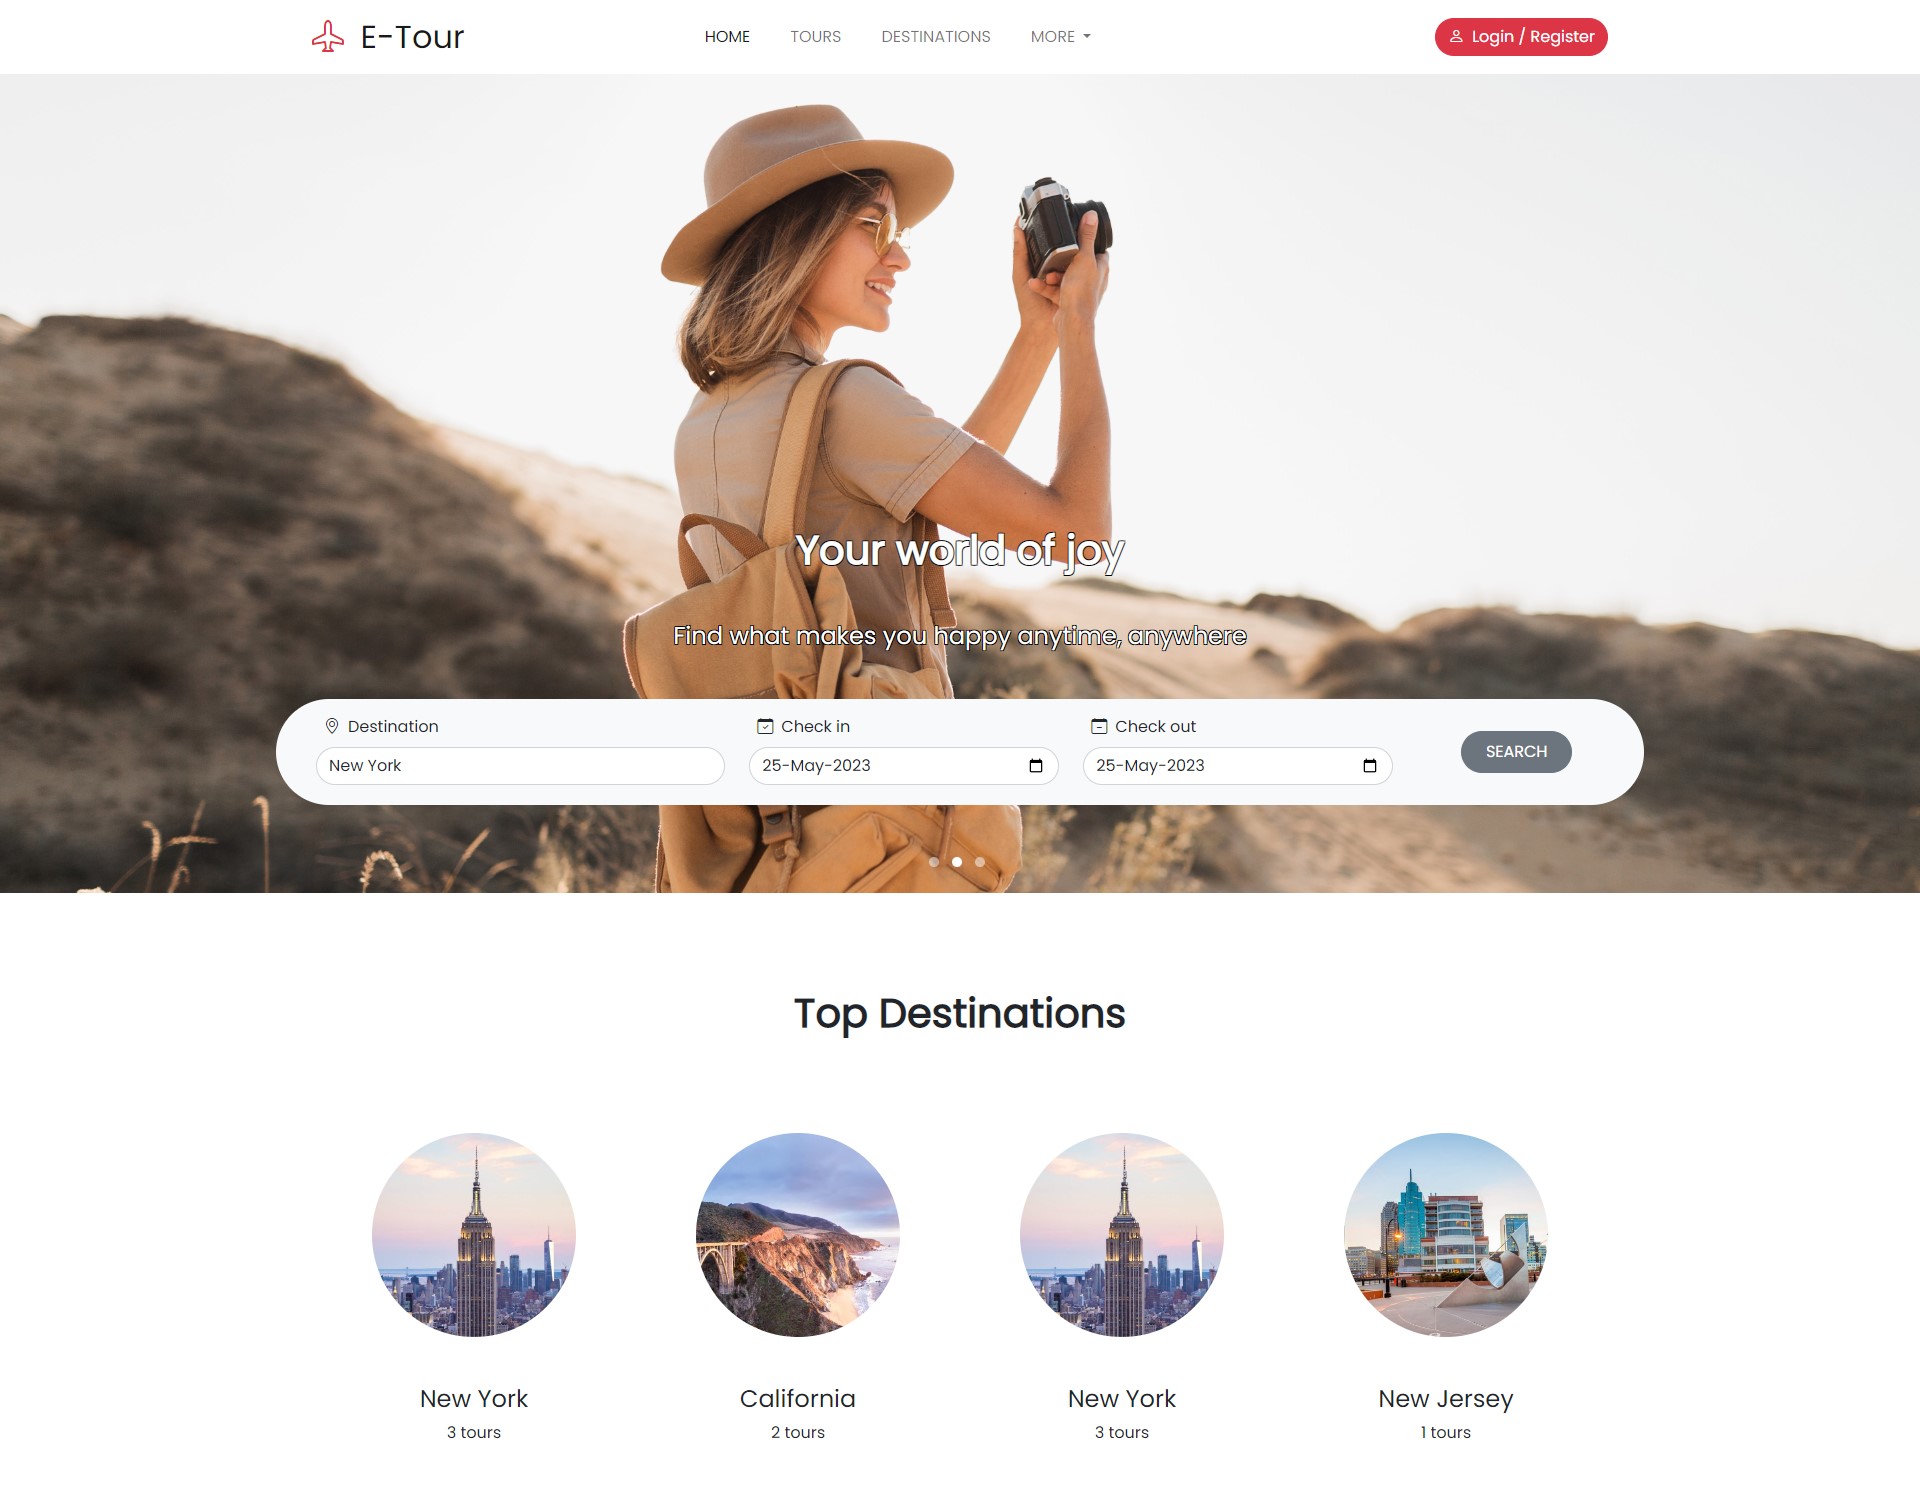 E-Tour
HOME TOURS DESTINATIONS MORE
Login / Register
Your world of joy
Find what makes you happy anytime, anywhere
Destination Check in Check out
New York 25-May-2023 25-May-2023
SEARCH
Top Destinations
New York California New York New Jersey
3 tours 2 tours 3 tours 1 tours